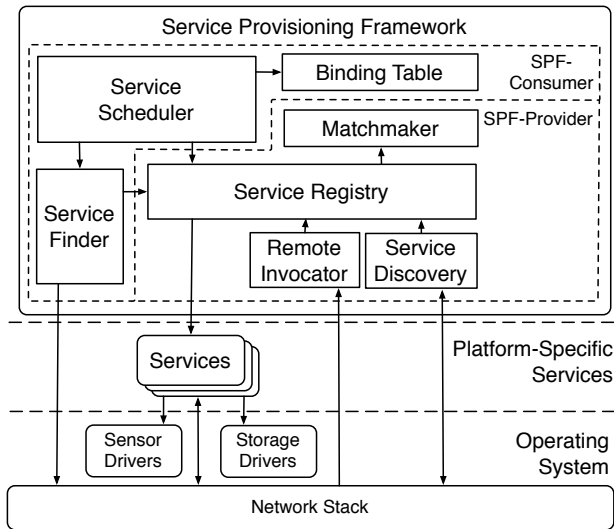 Service Provisioning Framework
Service
Scheduler
Binding Table
SPF-
Consumer
Matchmaker
SPF-Provider
Service
Finder
Service Registry
Remote
Invocator
Service
Discovery
Services
Platform-Specific
Services
Sensor
Drivers
Storage
Drivers
Operating
System
Network Stack